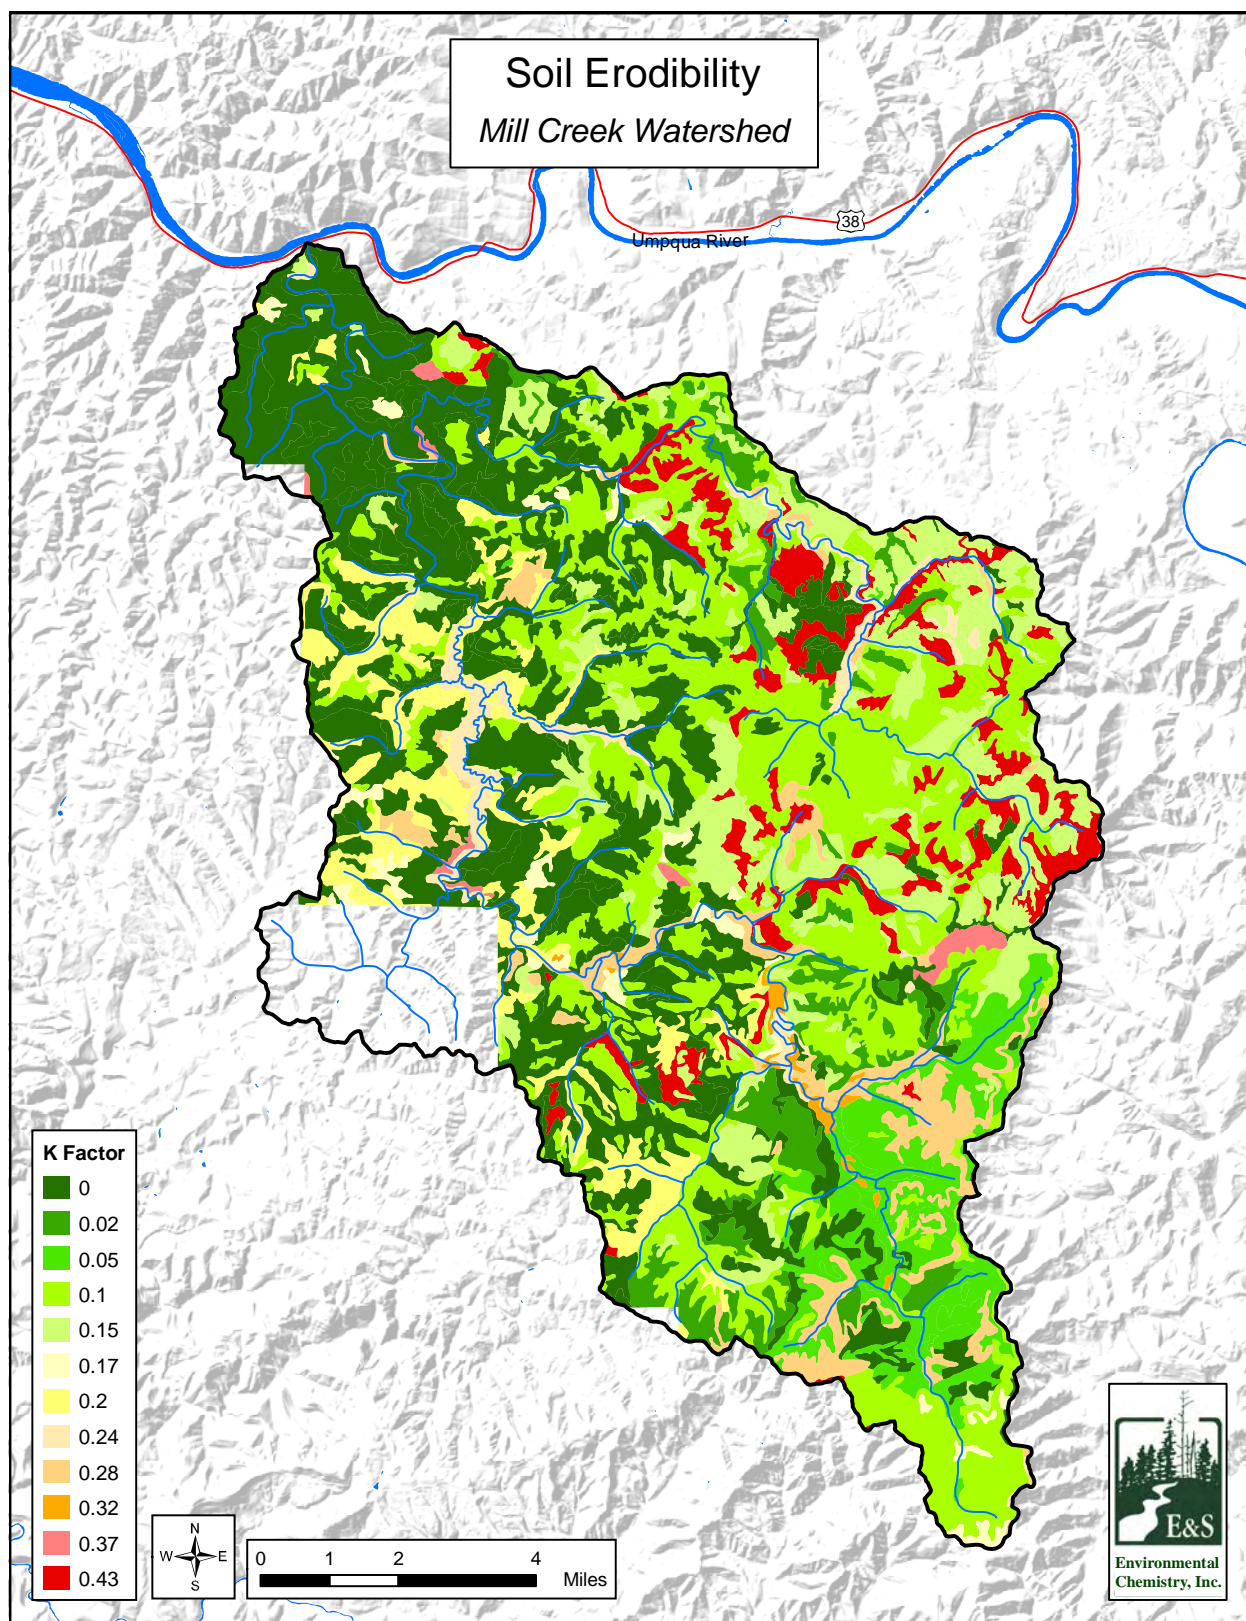 Soil Erodibility
Mill Creek Watershed
38
Umpqua River
K Factor
0
0.02
0.05
0.1
0.15
0.17
0.2
0.24
0.28
0.32
0.37
0.43
N
W E
S
0 1 2 4 Miles
E&S
Environmental
Chemistry, Inc.